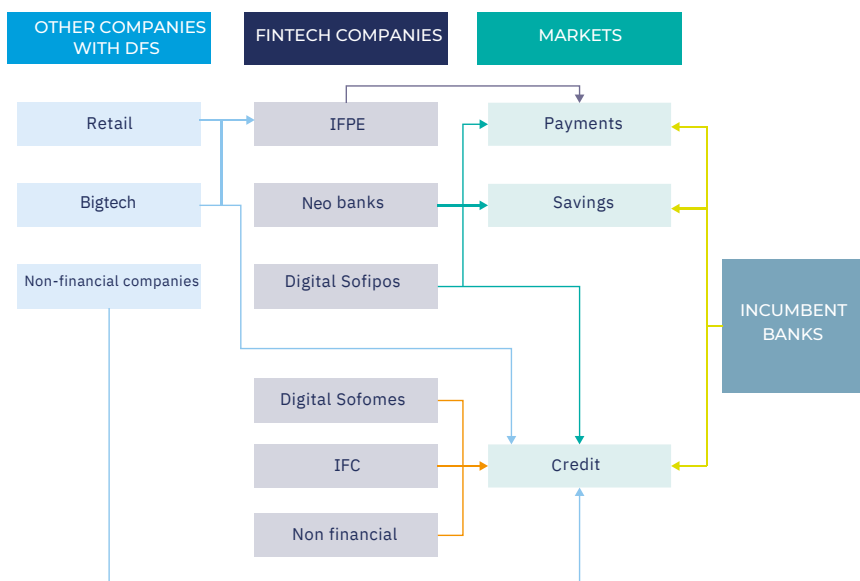 OTHER COMPANIES
WITH DFS
FINTECH COMPANIES
MARKETS
Retail
IFPE
Payments
Bigtech
Neo banks
Savings
Non-financial companies
Digital Sofipos
INCUMBENT
BANKS
Digital Sofomes
IFC
Credit
Non financial